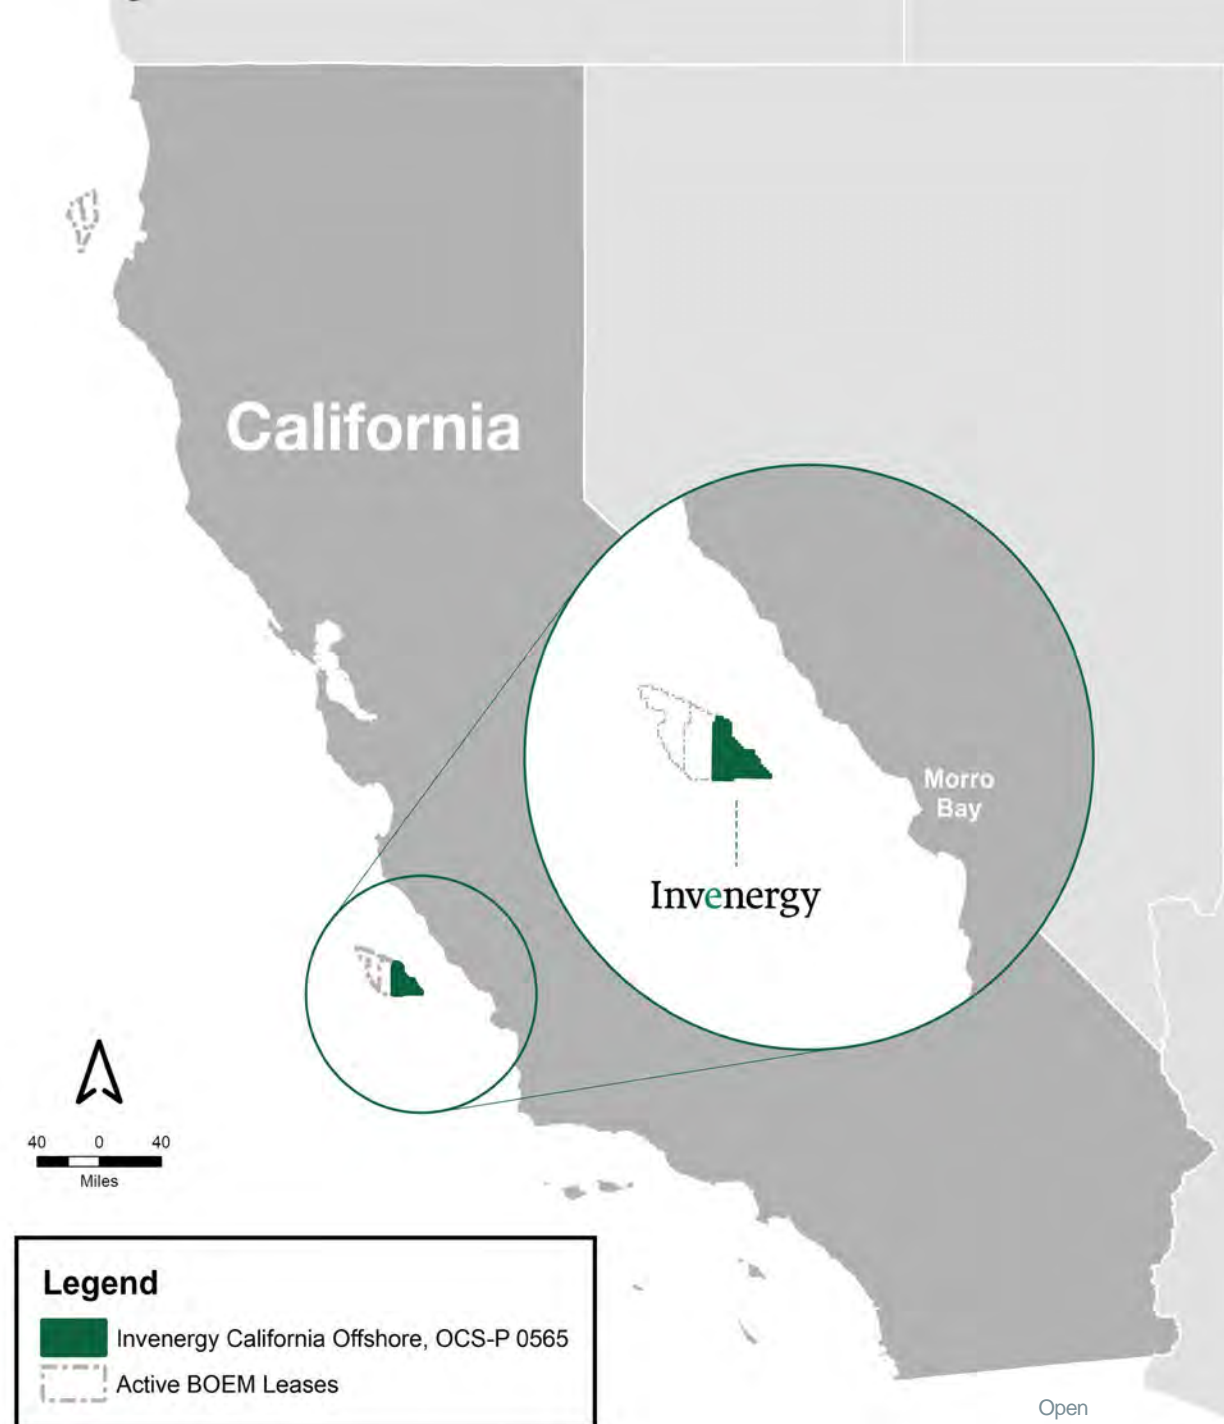 California
Morro
Bay
Invenergy
40 0 40
Miles
Legend
Invenergy California Offshore, OCS-P 0565
Active BOEM Leases
Open